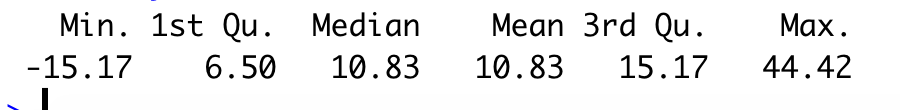 Min. 1st Qu. Median Mean 3rd Qu. Max.
-15.17 6.50 10.83 10.83 15.17 44.42
>